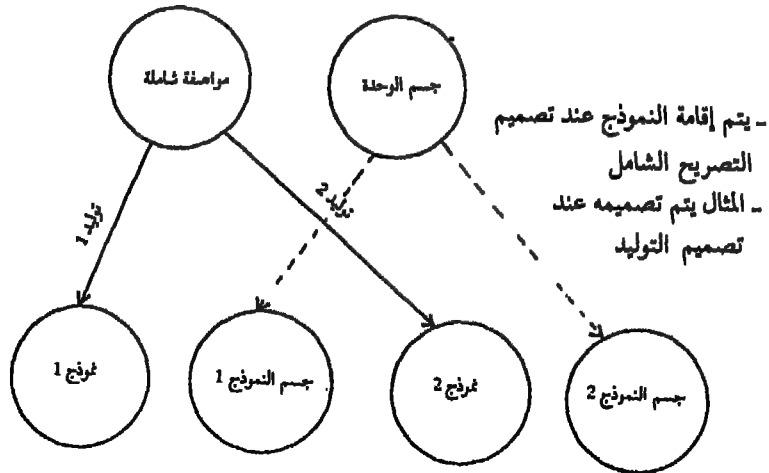 مواصفة شاملة
جسم الوحدة
ـ يتم إقامة النموذج عند تصميم
التصريح الشامل
ـ المثال يتم تصميمه عند
تصميم التوليد
توليد 1
توليد 2
نموذج 1
جسم النموذج 1
نموذج 2
جسم النموذج 2